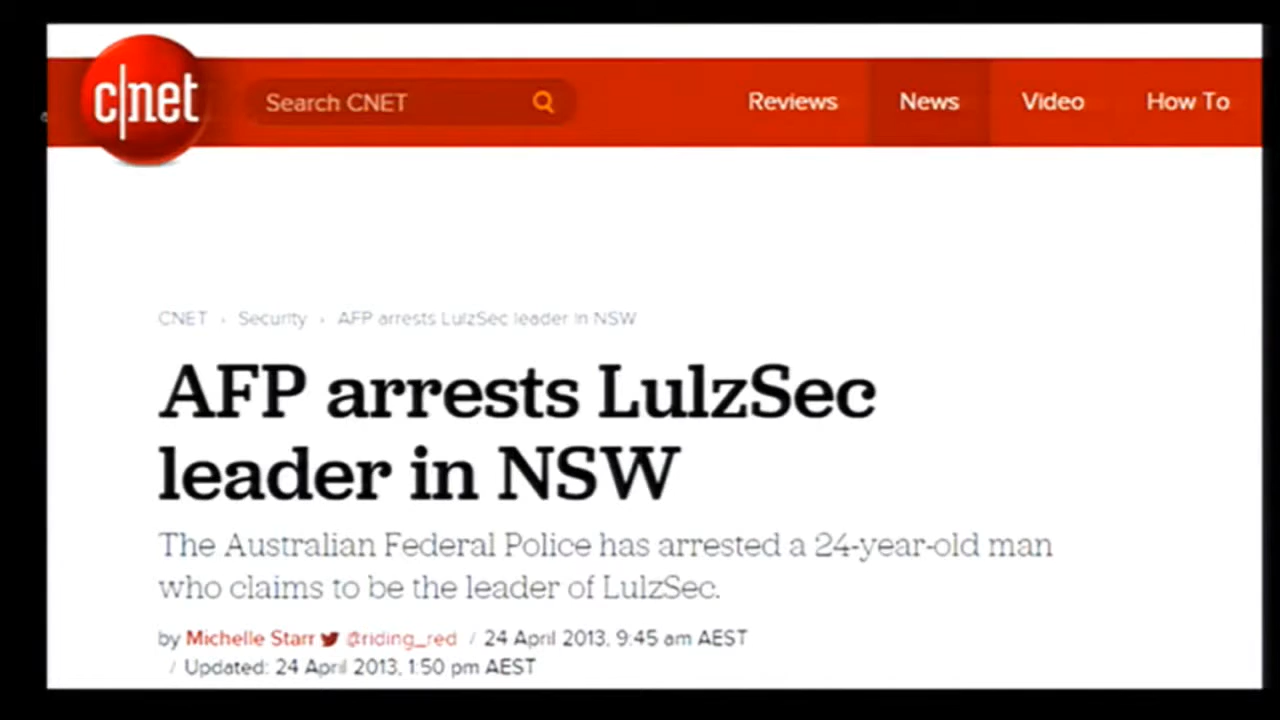 c|net
Search CNET
Reviews
News
Video
How To
CNET › Security › AFP arrests LulzSec leader in NSW
AFP arrests LulzSec
leader in NSW
The Australian Federal Police has arrested a 24-year-old man
who claims to be the leader of LulzSec.
by Michelle Starr @riding_red / 24 April 2013, 9:45 am AEST
/ Updated: 24 April 2013, 1:50 pm AEST